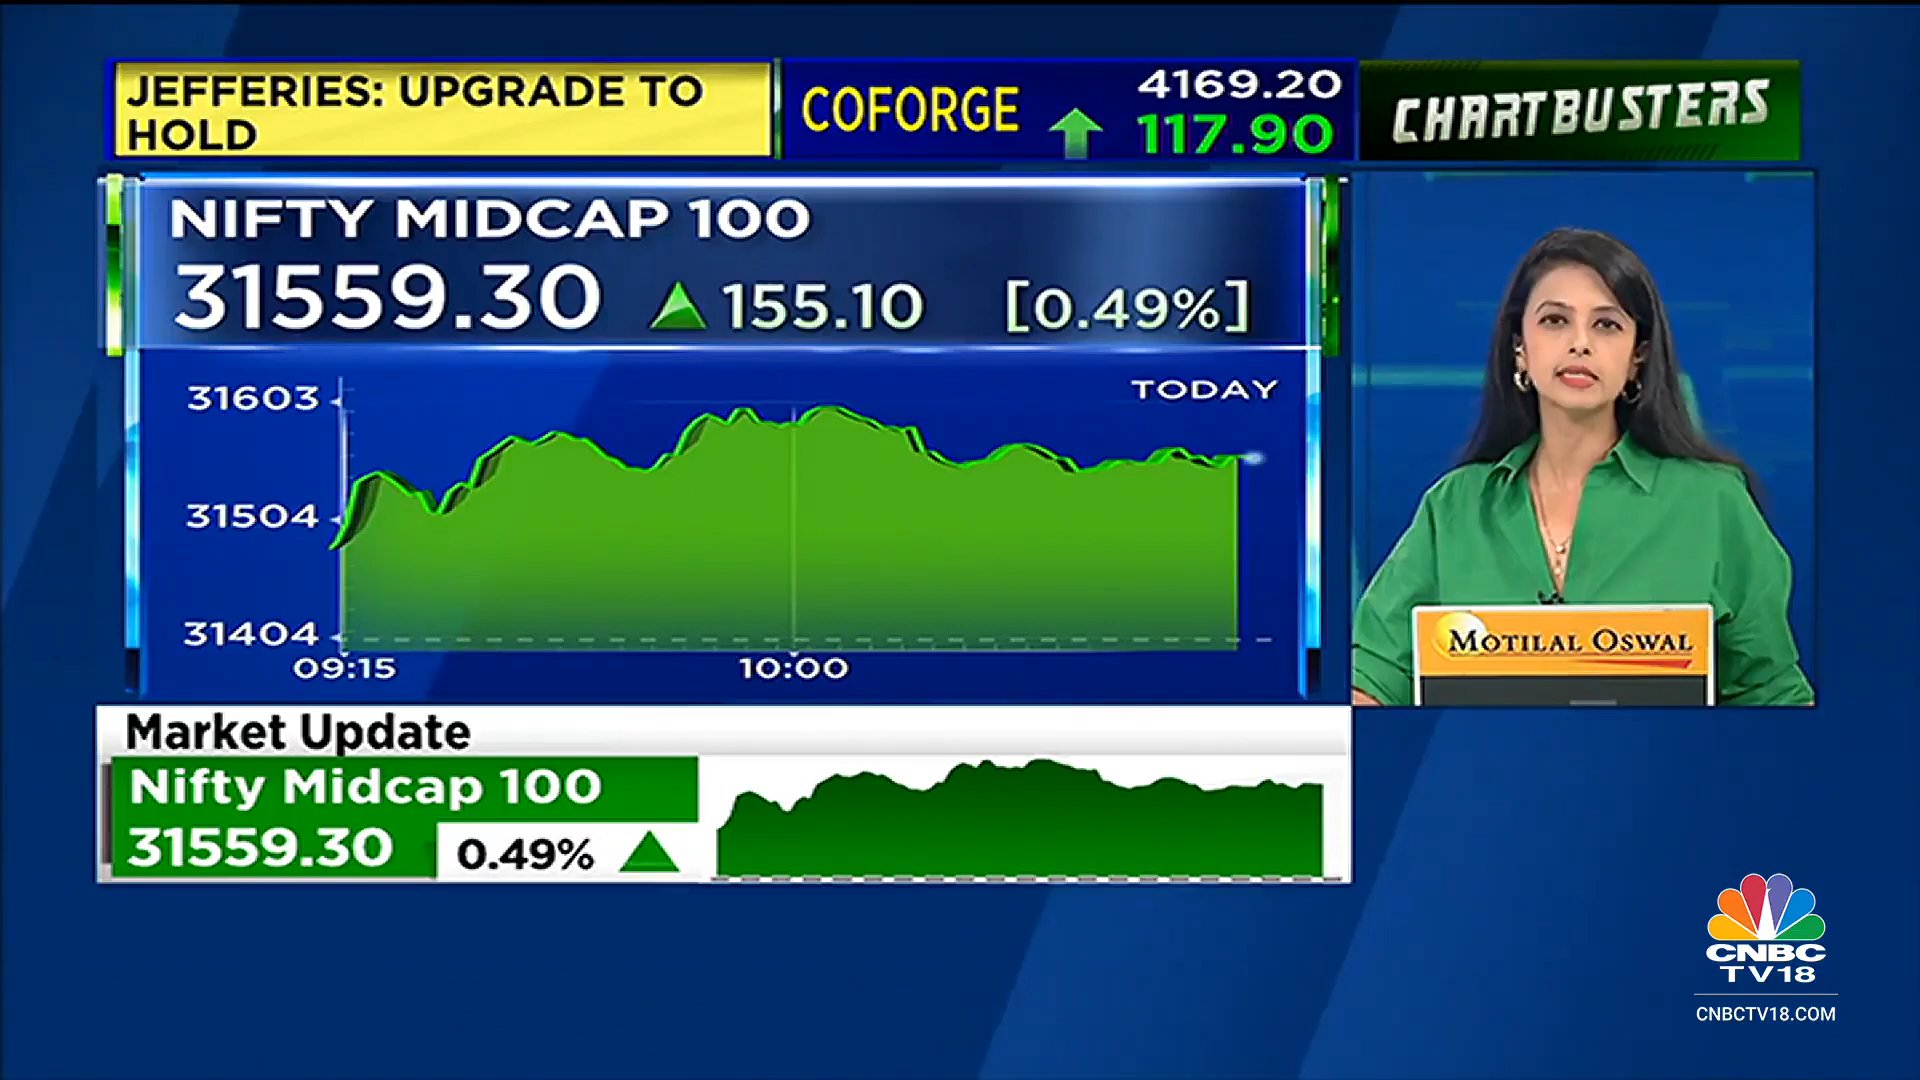 JEFFERIES: UPGRADE TO
HOLD
COFORGE
4169.20
117.90
CHARTBUSTERS
NIFTY MIDCAP 100
31559.30 155.10 [0.49%]
TODAY
31603
31504
31404
09:15 10:00
MOTILAL OSWAL
Market Update
Nifty Midcap 100
31559.30 0.49%
CNBC
TV18
CNBCTV18.COM